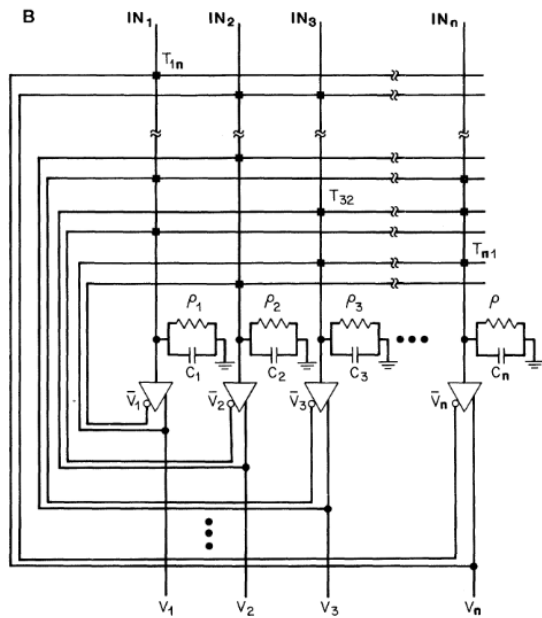 B
IN1 IN2 IN3 INn
T1n
T32
Tn1
ρ1 ρ2 ρ3 ρ
C1 C2 C3 Cn
V̄1 V̄2 V̄3 V̄n
V1 V2 V3 Vn